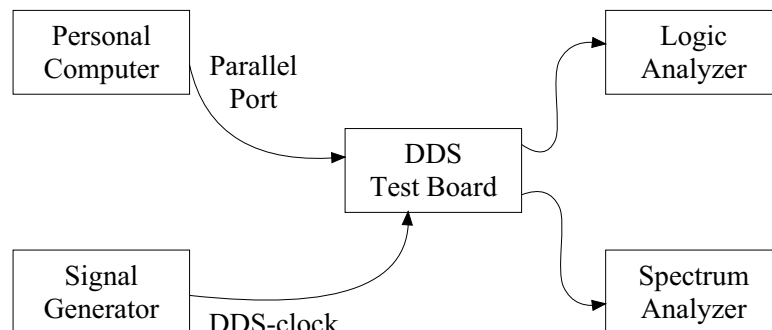 Personal
Computer
Parallel
Port
Logic
Analyzer
DDS
Test Board
Signal
Generator
DDS-clock
Spectrum
Analyzer